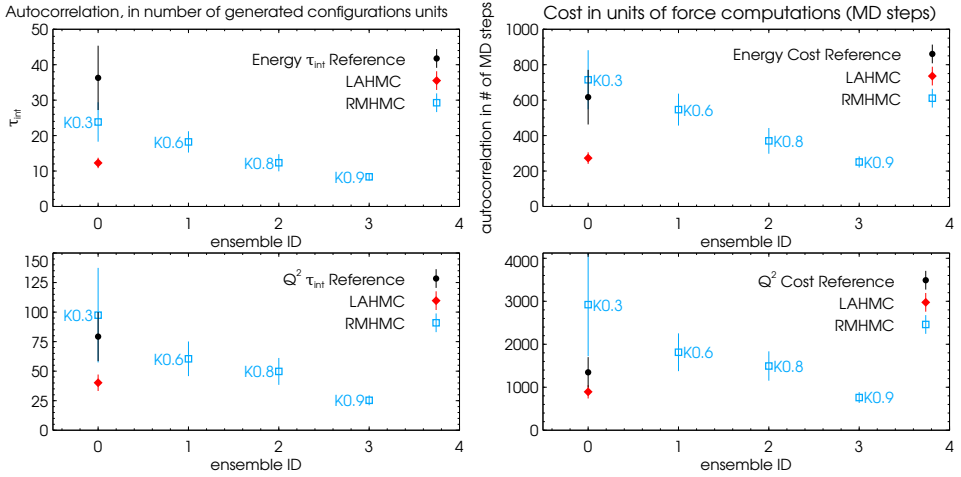 Autocorrelation, in number of generated configurations units
50
40
30
20
10
0
τint
Energy τint Reference
LAHMC
RMHMC
K0.3
K0.6
K0.8
K0.9
0 1 2 3 4
ensemble ID
Cost in units of force computations (MD steps)
1000
800
600
400
200
0
autocorrelation in # of MD steps
Energy Cost Reference
LAHMC
RMHMC
K0.3
K0.6
K0.8
K0.9
0 1 2 3 4
ensemble ID
150
125
100
75
50
25
0
Q² τint Reference
LAHMC
RMHMC
K0.3
K0.6
K0.8
K0.9
0 1 2 3 4
ensemble ID
4000
3000
2000
1000
0
Q² Cost Reference
LAHMC
RMHMC
K0.3
K0.6
K0.8
K0.9
0 1 2 3 4
ensemble ID